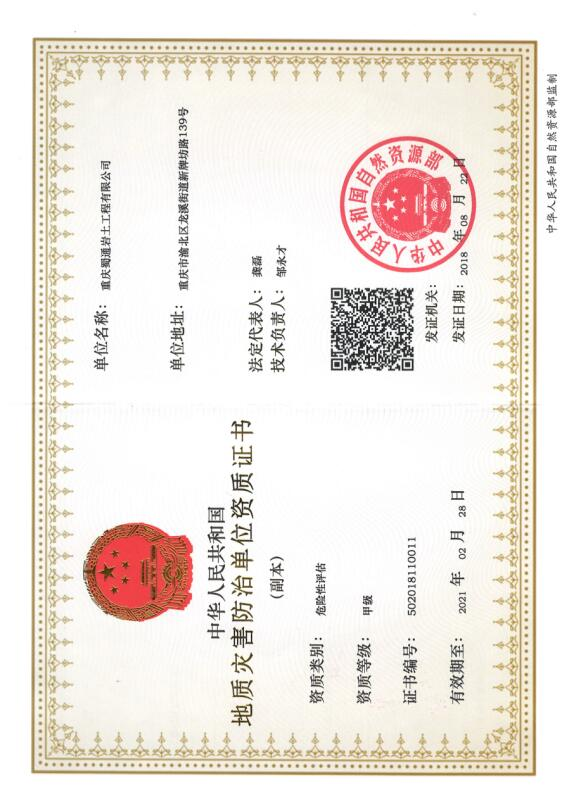 中华人民共和国
地质灾害防治单位资质证书
(副本)
资质类别： 危险性评估
资质等级： 甲级
证书编号： 502018110011
有效期至： 2021 年 02 月 28 日
单位名称： 重庆蜀通岩土工程有限公司
单位地址： 重庆市渝北区龙溪街道新牌坊路139号
法定代表人： 龚磊
技术负责人： 邹永才
发证机关：
中华人民共和国自然资源部
发证日期： 2018 年 08 月 22 日
中华人民共和国自然资源部监制